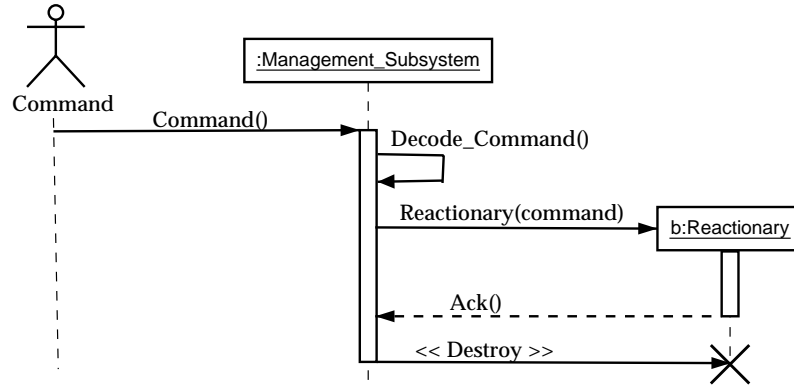 :Management_Subsystem
Command
Command()
Decode_Command()
Reactionary(command)
b:Reactionary
Ack()
<< Destroy >>